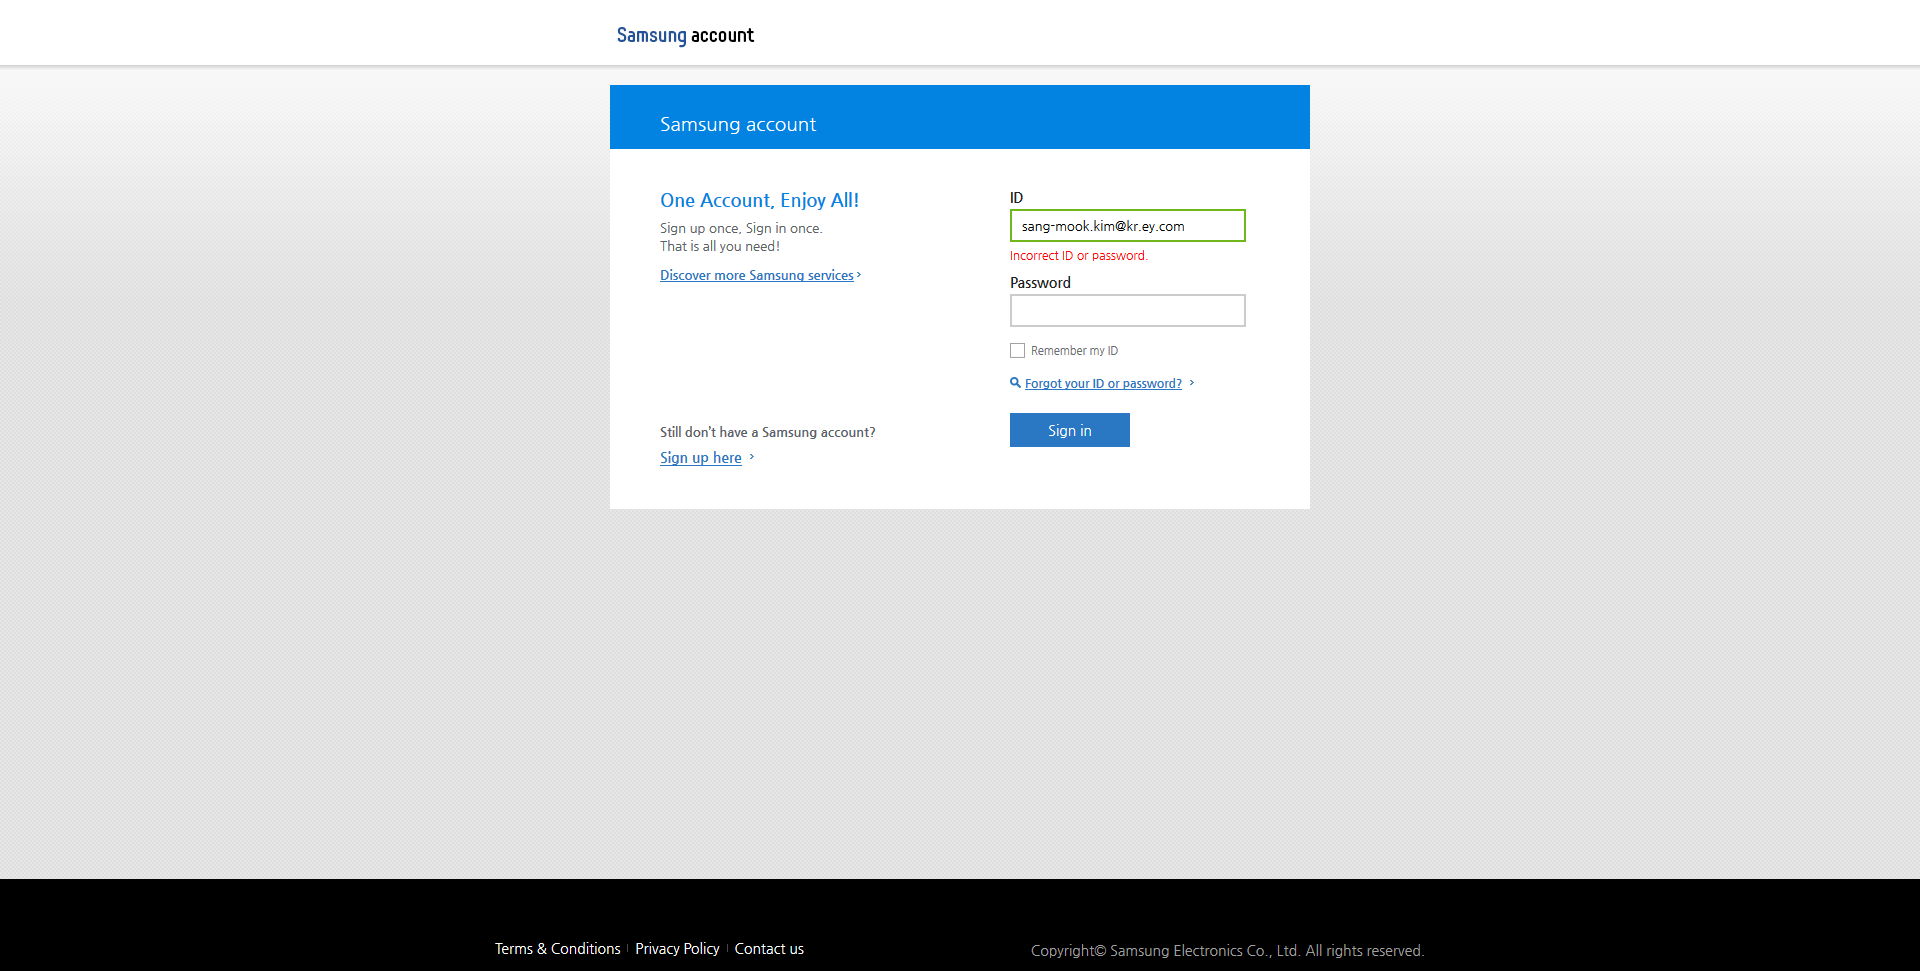 Samsung account
Samsung account
One Account, Enjoy All!
Sign up once, Sign in once.
That is all you need!
Discover more Samsung services
Still don't have a Samsung account?
Sign up here
ID
sang-mook.kim@kr.ey.com
Incorrect ID or password.
Password
Remember my ID
Forgot your ID or password?
Sign in
Terms & Conditions
Privacy Policy
Contact us
Copyright© Samsung Electronics Co., Ltd. All rights reserved.